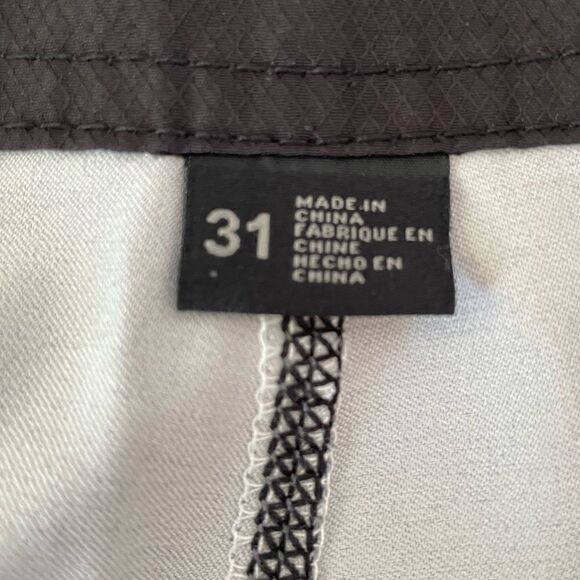 31
MADE IN
CHINA
FABRIQUE EN
CHINE
HECHO EN
CHINA